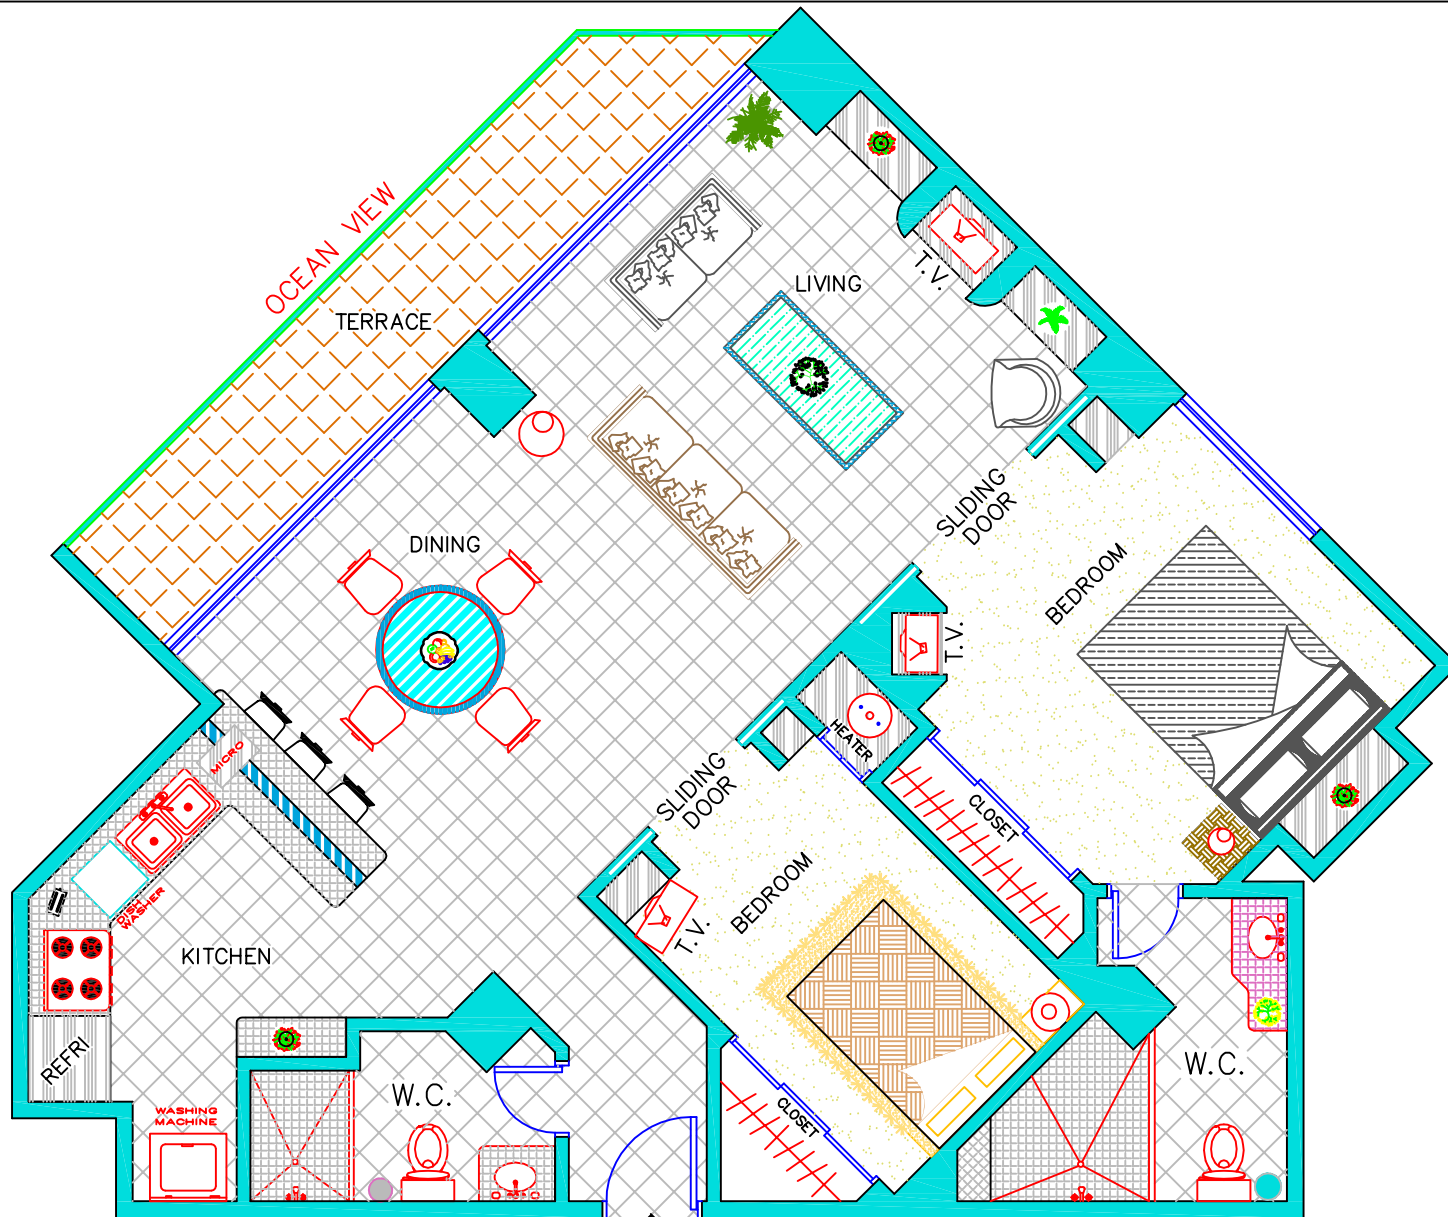 OCEAN VIEW
TERRACE
LIVING
T.V.
DINING
SLIDING
DOOR
BEDROOM
T.V.
HEATER
MICRO
SLIDING
DOOR
CLOSET
BEDROOM
DISH
WASHER
T.V.
KITCHEN
REFRI
W.C.
W.C.
WASHING
MACHINE
CLOSET